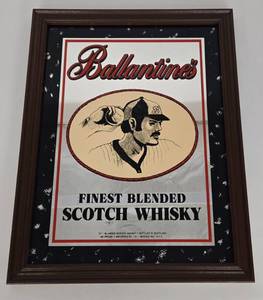 Ballantine's
FINEST BLENDED
SCOTCH WHISKY